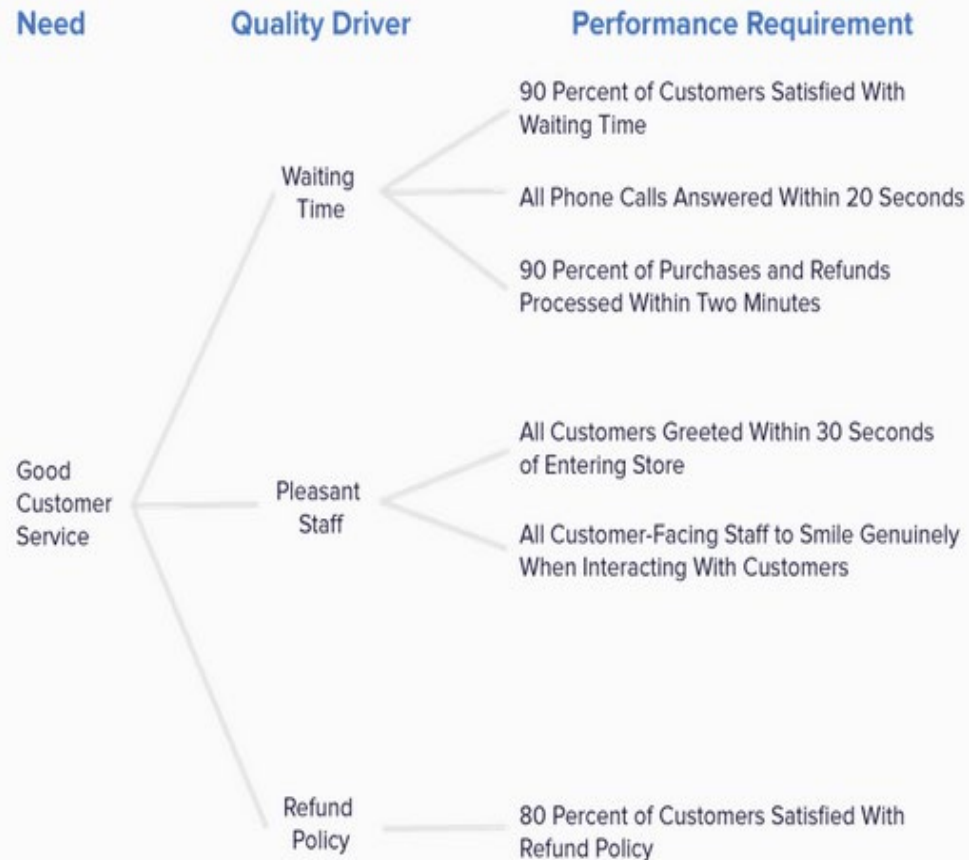 Need
Quality Driver
Performance Requirement
90 Percent of Customers Satisfied With
Waiting Time
Waiting
Time
All Phone Calls Answered Within 20 Seconds
90 Percent of Purchases and Refunds
Processed Within Two Minutes
Good
Customer
Service
Pleasant
Staff
All Customers Greeted Within 30 Seconds
of Entering Store
All Customer-Facing Staff to Smile Genuinely
When Interacting With Customers
Refund
Policy
80 Percent of Customers Satisfied With
Refund Policy